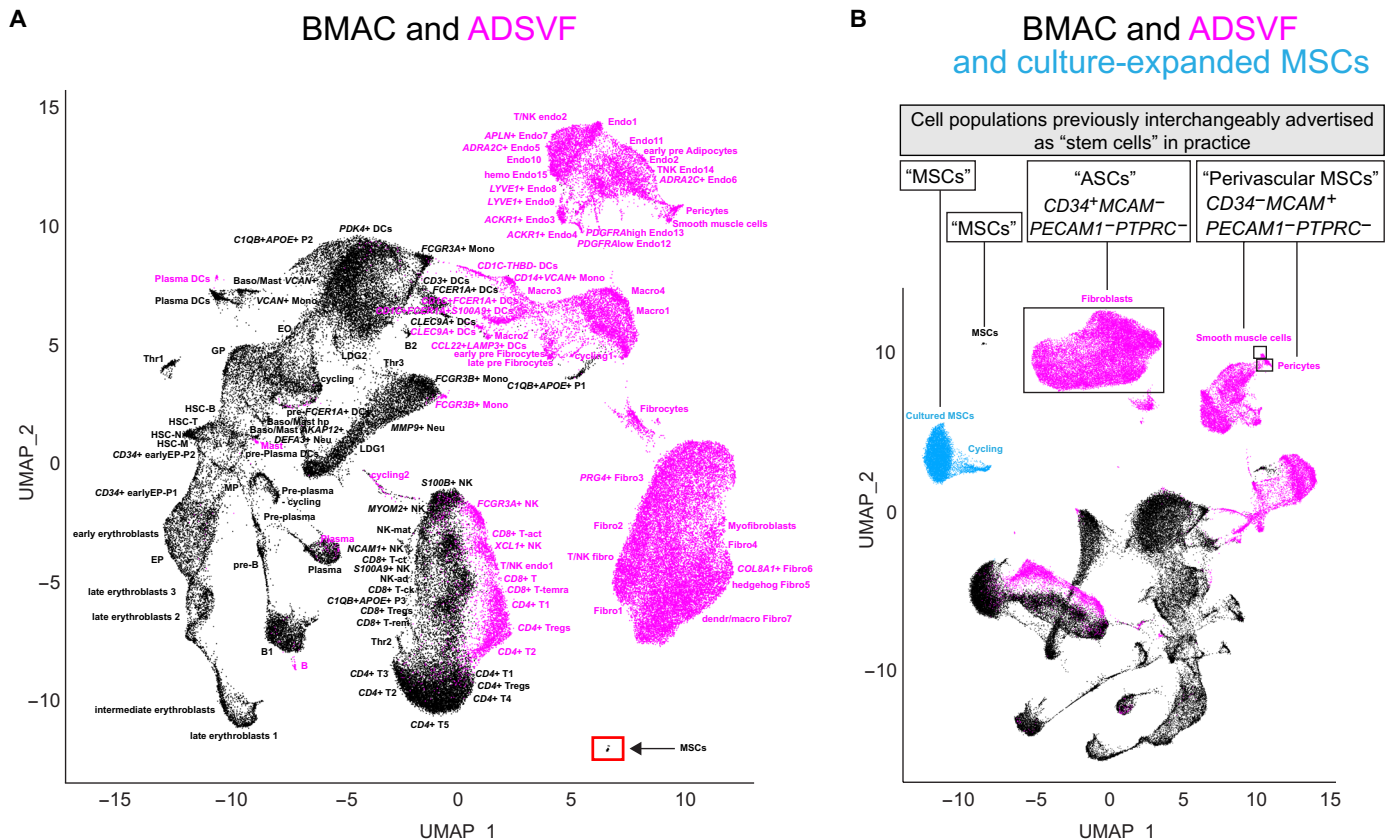 A
BMAC and ADSVF
15
10
5
0
−5
−10
UMAP_2
−15
−10
−5
0
5
10
UMAP_1
T/NK endo2
Endo1
APLN+ Endo7
ADRA2C+ Endo5
Endo10
hemo Endo15
LYVE1+ Endo8
LYVE1+ Endo9
ACKR1+ Endo3
ACKR1+ Endo4
Endo11
early pre Adipocytes
Endo2
TNK Endo14
ADRA2C+ Endo6
Pericytes
Smooth muscle cells
PDGFRAhigh Endo13
PDGFRAlow Endo12
PDK4+ DCs
C1QB+APOE+ P2
FCGR3A+ Mono
Plasma DCs
Baso/Mast VCAN+
Plasma DCs
VCAN+ Mono
CD1C-THBD- DCs
CD14+VCAN+ Mono
CD3+ DCs
FCER1A+ DCs
Macro3
Macro4
Macro1
CLEC9A+ DCs
CLEC9A+ DCs
Macro2
B2
CCL22+LAMP3+ DCs
early pre Fibrocytes
late pre Fibrocytes
cycling1
C1QB+APOE+ P1
EO
GP
LDG2
Thr1
Thr3
cycling
FCGR3B+ Mono
FCGR3B+ Mono
HSC-B
HSC-T
HSC-N
HSC-M
CD34+ earlyEP-P2
pre-FCER1A+ DCs
Baso/Mast hp
Baso/Mast AKAP12+
DEFA3+ Neu
Mast
pre-Plasma DCs
LDG1
MMP9+ Neu
Fibrocytes
CD34+ earlyEP-P1
MP
Pre-plasma
- cycling
Pre-plasma
cycling2
early erythroblasts
EP
pre-B
Plasma
Plasma
late erythroblasts 3
late erythroblasts 2
B1
B
intermediate erythroblasts
late erythroblasts 1
S100B+ NK
MYOM2+ NK
FCGR3A+ NK
NK-mat
NCAM1+ NK
CD8+ T-ct
S100A9+ NK
NK-ad
CD8+ T-ck
C1QB+APOE+ P3
CD8+ Tregs
CD8+ T-rem
Thr2
CD8+ T-act
XCL1+ NK
T/NK endo1
CD8+ T
CD8+ T-temra
CD4+ T1
CD4+ Tregs
CD4+ T2
CD4+ T3
CD4+ T2
CD4+ T5
CD4+ T1
CD4+ Tregs
CD4+ T4
PRG4+ Fibro3
Fibro2
T/NK fibro
Fibro1
Myofibroblasts
Fibro4
COL8A1+ Fibro6
hedgehog Fibro5
dendr/macro Fibro7
MSCs
B
BMAC and ADSVF
and culture-expanded MSCs
Cell populations previously interchangeably advertised
as “stem cells” in practice
“MSCs”
“MSCs”
“ASCs”
CD34+MCAM−
PECAM1−PTPRC−
“Perivascular MSCs”
CD34−MCAM+
PECAM1−PTPRC−
Fibroblasts
MSCs
Smooth muscle cells
Pericytes
Cultured MSCs
Cycling
10
0
−10
UMAP_2
−10
−5
0
5
10
15
UMAP_1